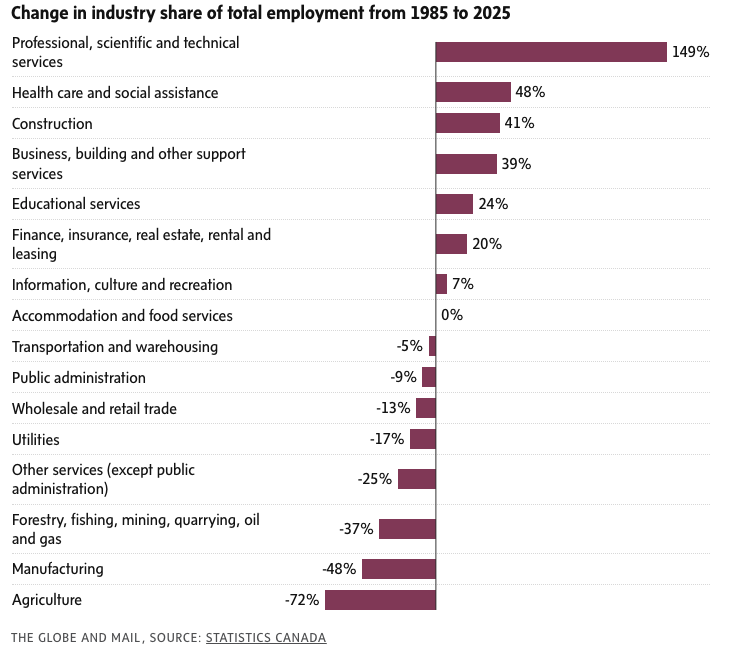 Change in industry share of total employment from 1985 to 2025
Professional, scientific and technical
services
149%
Health care and social assistance
48%
Construction
41%
Business, building and other support
services
39%
Educational services
24%
Finance, insurance, real estate, rental and
leasing
20%
Information, culture and recreation
7%
Accommodation and food services
0%
Transportation and warehousing
-5%
Public administration
-9%
Wholesale and retail trade
-13%
Utilities
-17%
Other services (except public
administration)
-25%
Forestry, fishing, mining, quarrying, oil
and gas
-37%
Manufacturing
-48%
Agriculture
-72%
THE GLOBE AND MAIL, SOURCE: STATISTICS CANADA